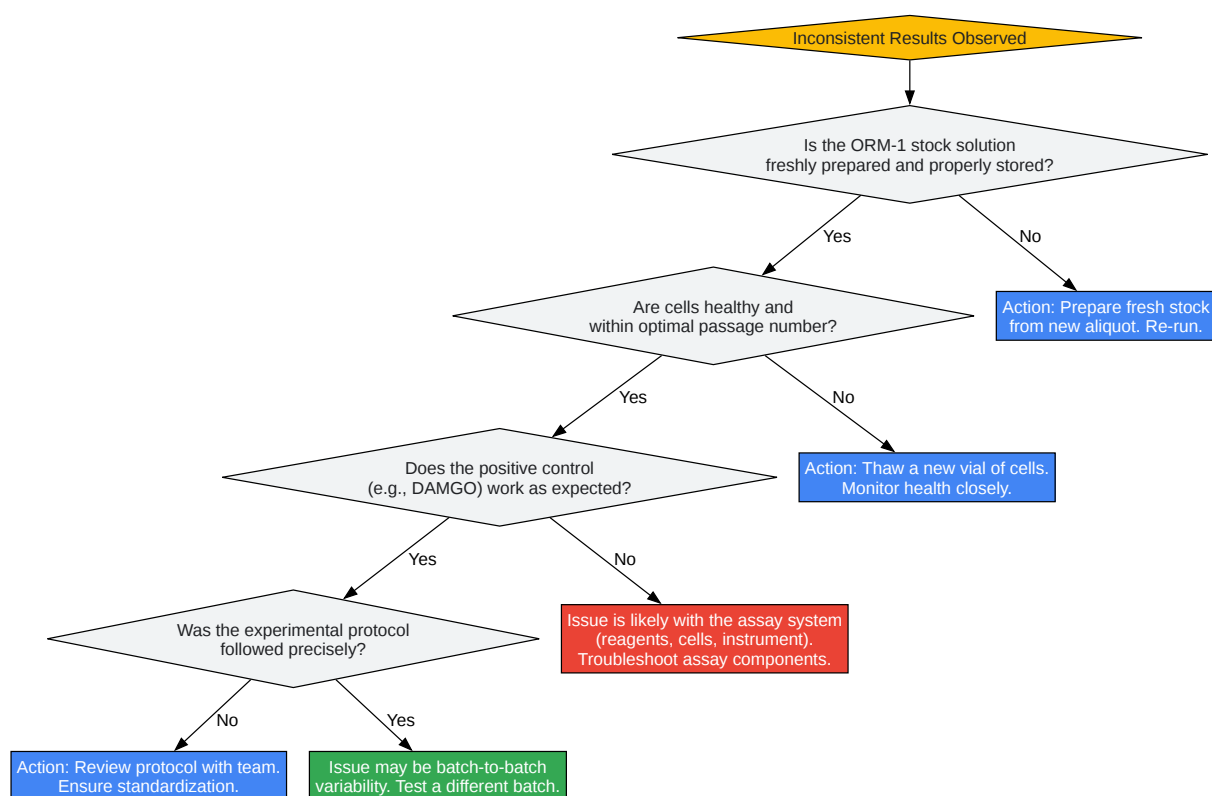 Inconsistent Results Observed
Is the ORM-1 stock solution
freshly prepared and properly stored?
Yes
No
Are cells healthy and
within optimal passage number?
Action: Prepare fresh stock
from new aliquot. Re-run.
Yes
No
Does the positive control
(e.g., DAMGO) work as expected?
Action: Thaw a new vial of cells.
Monitor health closely.
Yes
No
Was the experimental protocol
followed precisely?
Issue is likely with the assay system
(reagents, cells, instrument).
Troubleshoot assay components.
No
Yes
Action: Review protocol with team.
Ensure standardization.
Issue may be batch-to-batch
variability. Test a different batch.